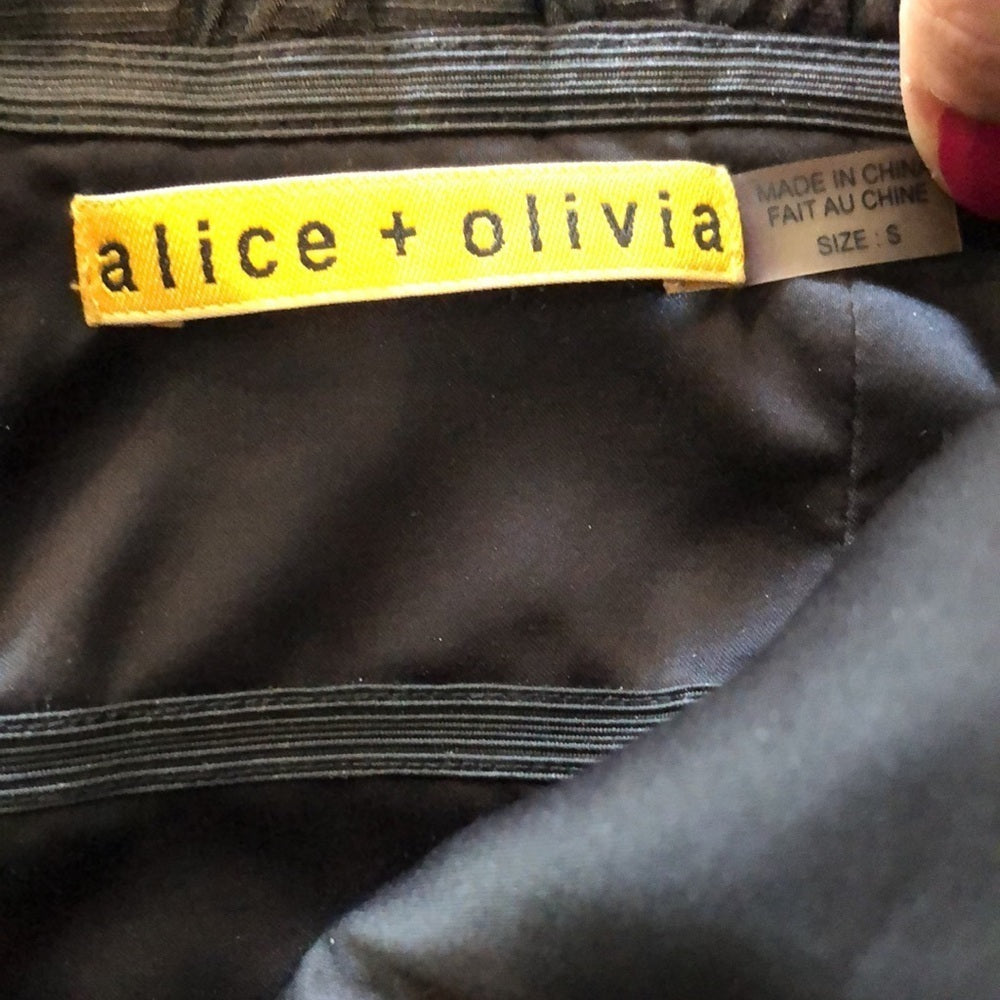 alice + olivia
MADE IN CHINA
FAIT AU CHINE
SIZE : S